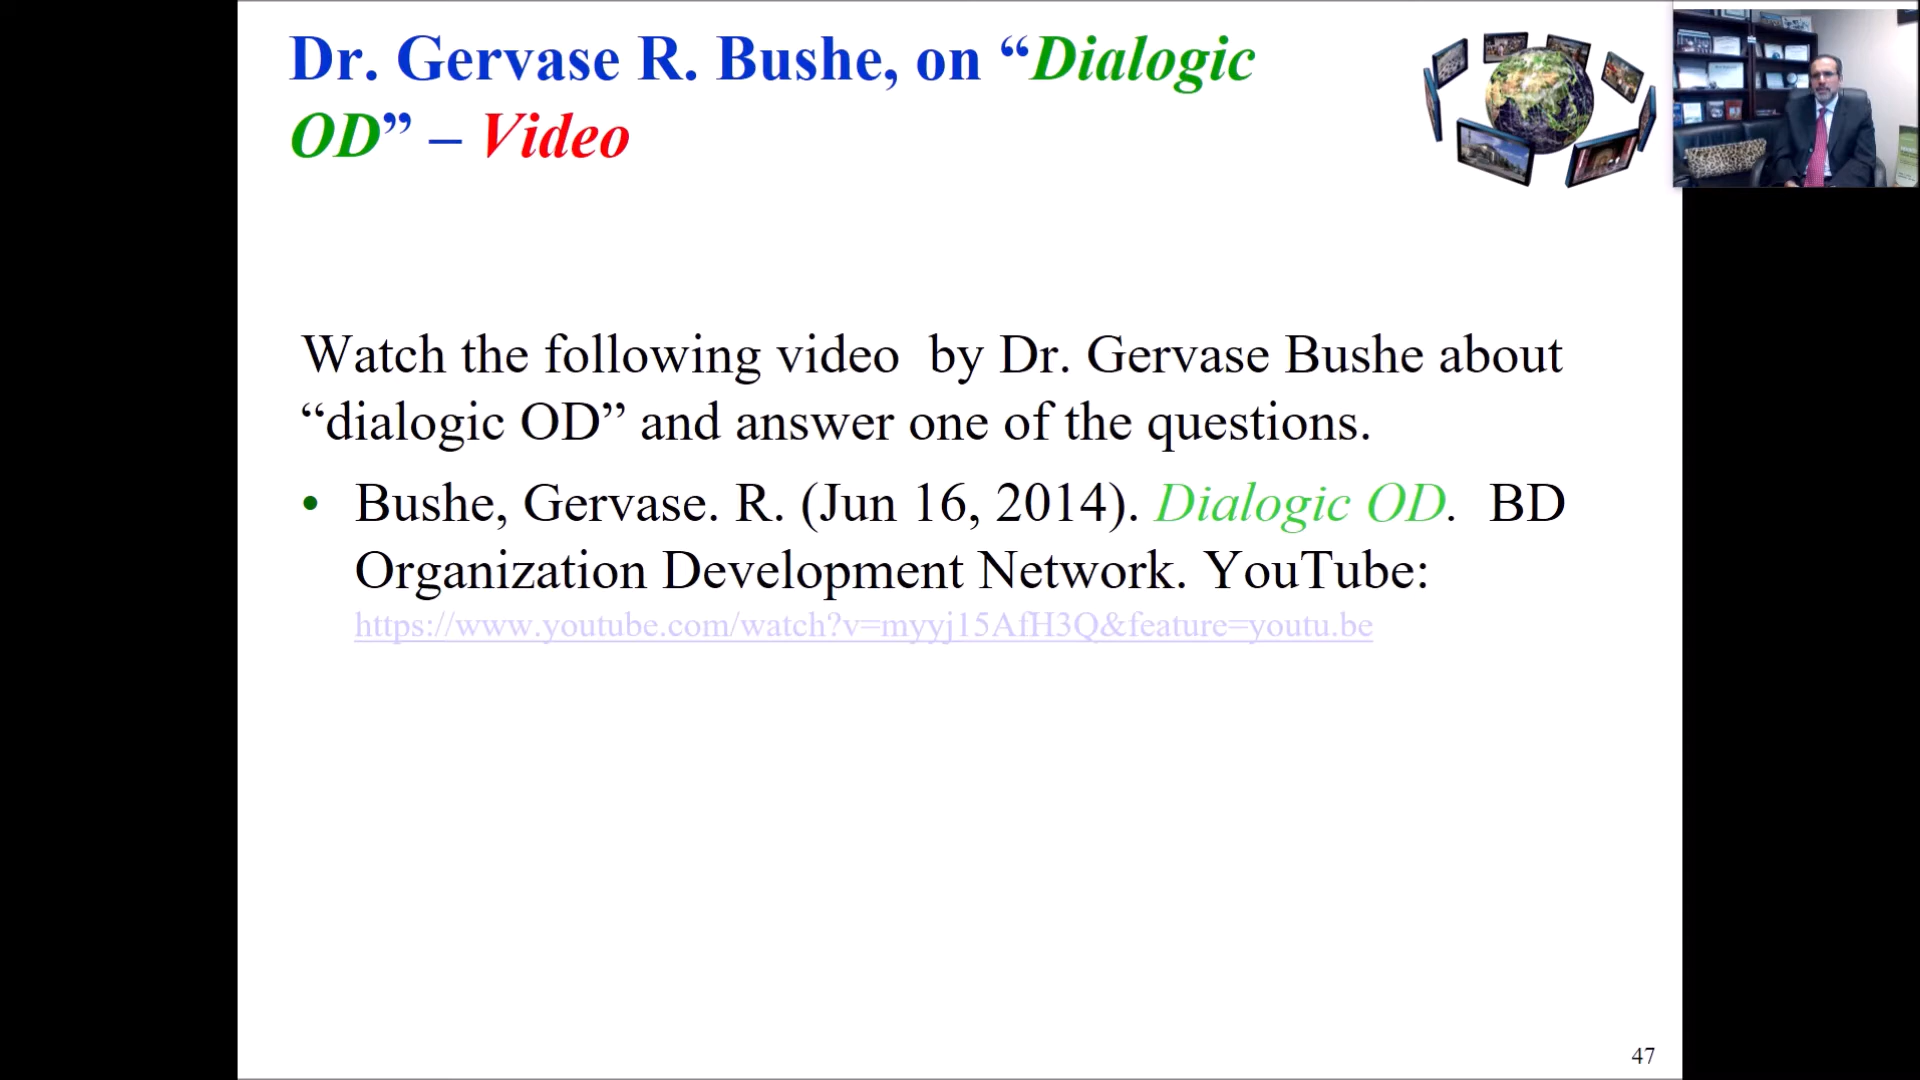 Dr. Gervase R. Bushe, on “Dialogic
OD” – Video
Watch the following video  by Dr. Gervase Bushe about
“dialogic OD” and answer one of the questions.
• Bushe, Gervase. R. (Jun 16, 2014). Dialogic OD.  BD
Organization Development Network. YouTube:
https://www.youtube.com/watch?v=myyj15AfH3Q&feature=youtu.be
47